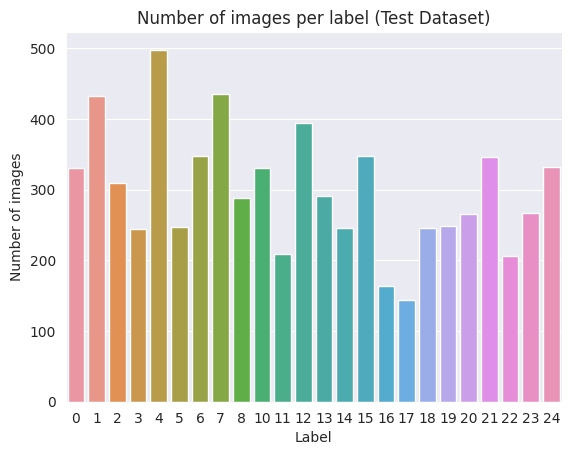 Number of images per label (Test Dataset)
500
400
300
200
100
0
Number of images
0 1 2 3 4 5 6 7 8 10 11 12 13 14 15 16 17 18 19 20 21 22 23 24
Label